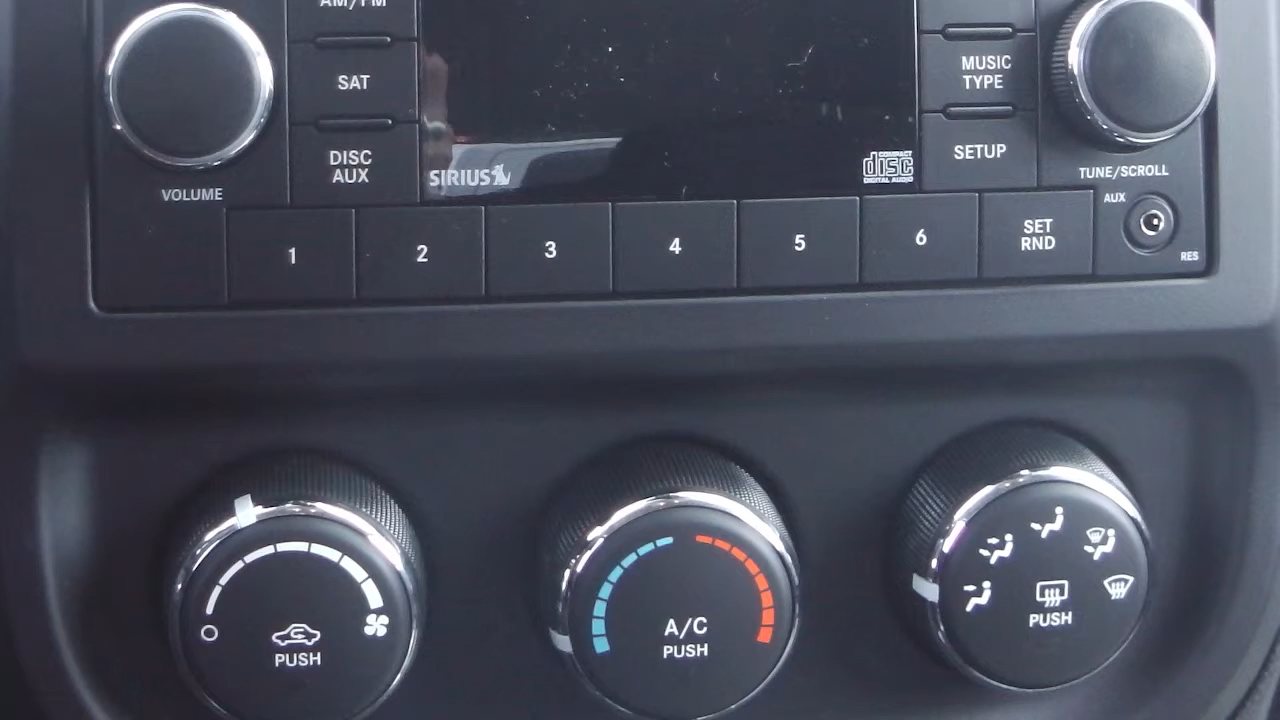 AM/FM
SAT
DISC
AUX
VOLUME
SIRIUS
COMPACT
disc
DIGITAL AUDIO
MUSIC
TYPE
SETUP
TUNE/SCROLL
AUX
RES
1
2
3
4
5
6
SET
RND
PUSH
A/C
PUSH
PUSH